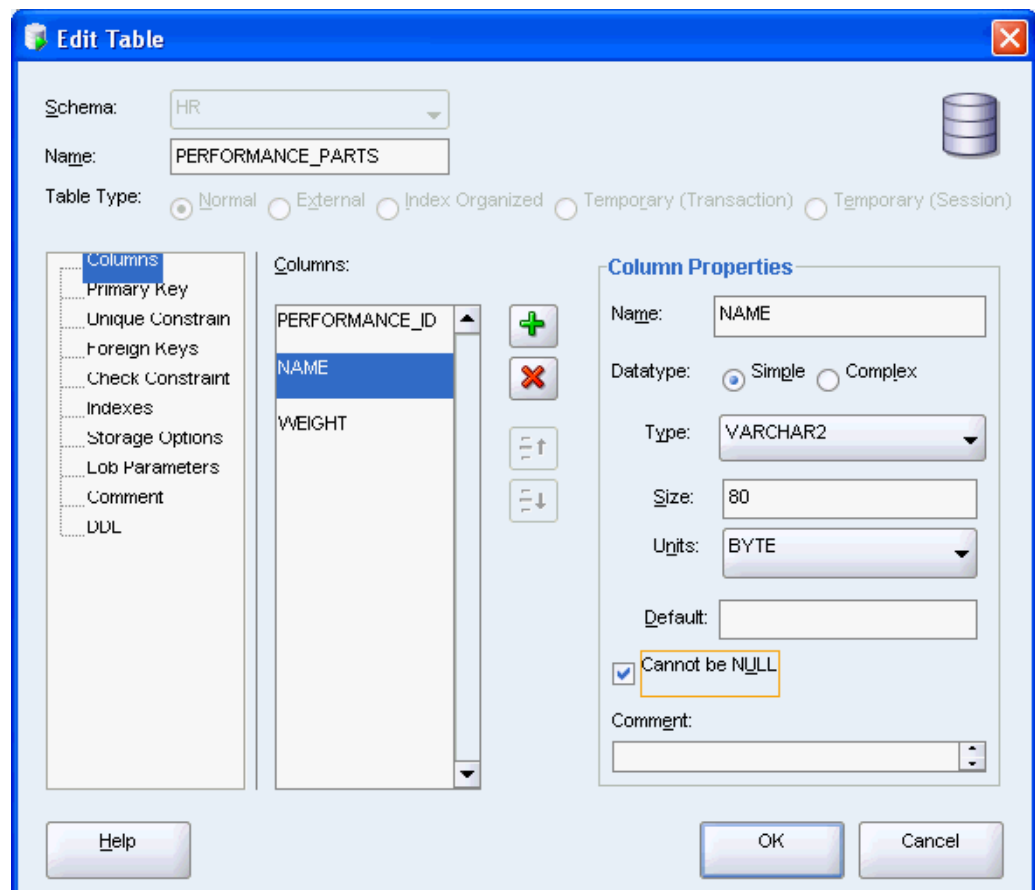 Edit Table
Schema: HR
Name: PERFORMANCE_PARTS
Table Type: Normal External Index Organized Temporary (Transaction) Temporary (Session)
Columns
Primary Key
Unique Constrain
Foreign Keys
Check Constraint
Indexes
Storage Options
Lob Parameters
Comment
DDL
Columns:
PERFORMANCE_ID
NAME
WEIGHT
Column Properties
Name: NAME
Datatype: Simple Complex
Type: VARCHAR2
Size: 80
Units: BYTE
Default:
Cannot be NULL
Comment:
Help
OK
Cancel